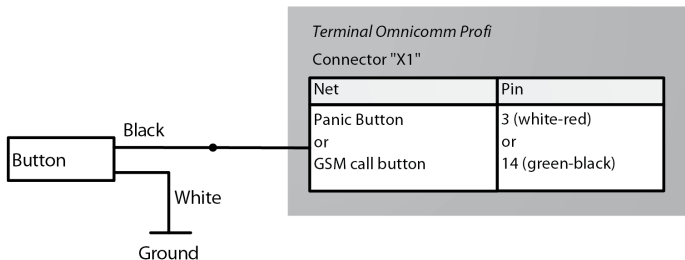 Terminal Omnicomm Profi
Connector "X1"
Net Pin
Panic Button 3 (white-red)
or or
GSM call button 14 (green-black)
Black
Button
White
Ground